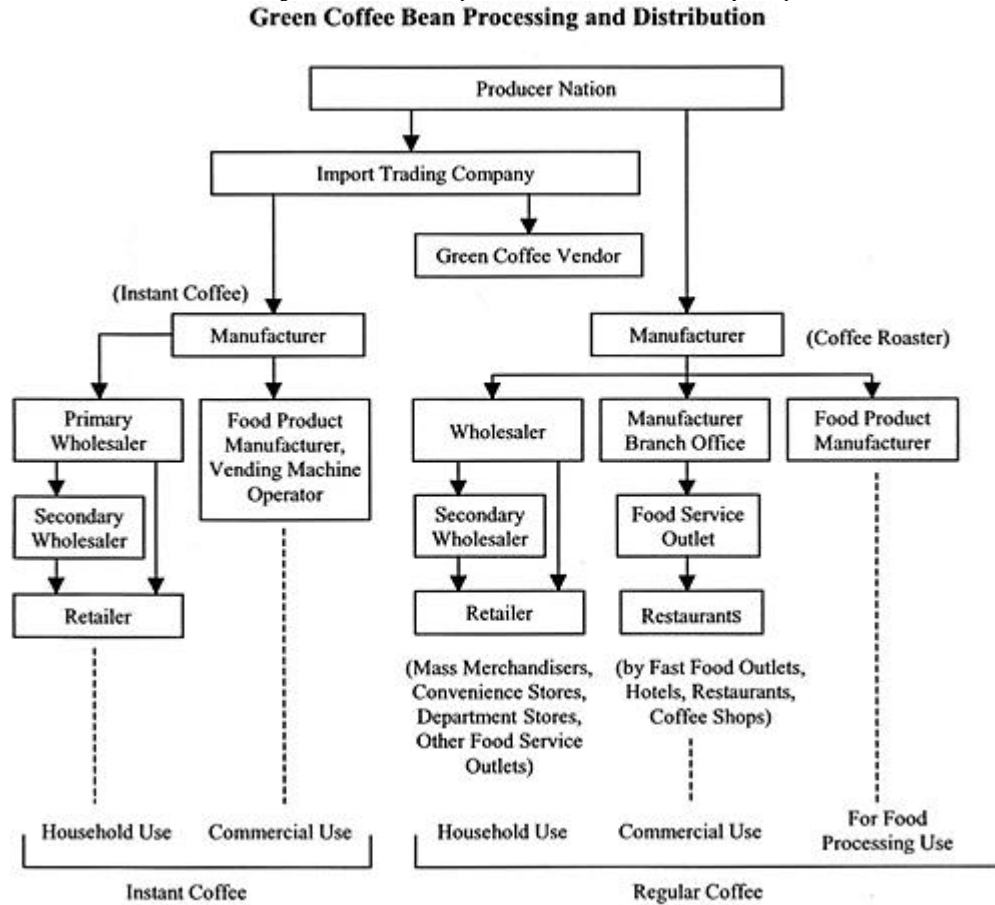 Green Coffee Bean Processing and Distribution
Producer Nation
Import Trading Company
Green Coffee Vendor
(Instant Coffee)
Manufacturer
Manufacturer
(Coffee Roaster)
Primary
Wholesaler
Food Product
Manufacturer,
Vending Machine
Operator
Wholesaler
Manufacturer
Branch Office
Food Product
Manufacturer
Secondary
Wholesaler
Secondary
Wholesaler
Food Service
Outlet
Retailer
Retailer
Restaurants
(Mass Merchandisers,
Convenience Stores,
Department Stores,
Other Food Service
Outlets)
(by Fast Food Outlets,
Hotels, Restaurants,
Coffee Shops)
Household Use
Commercial Use
Household Use
Commercial Use
For Food
Processing Use
Instant Coffee
Regular Coffee